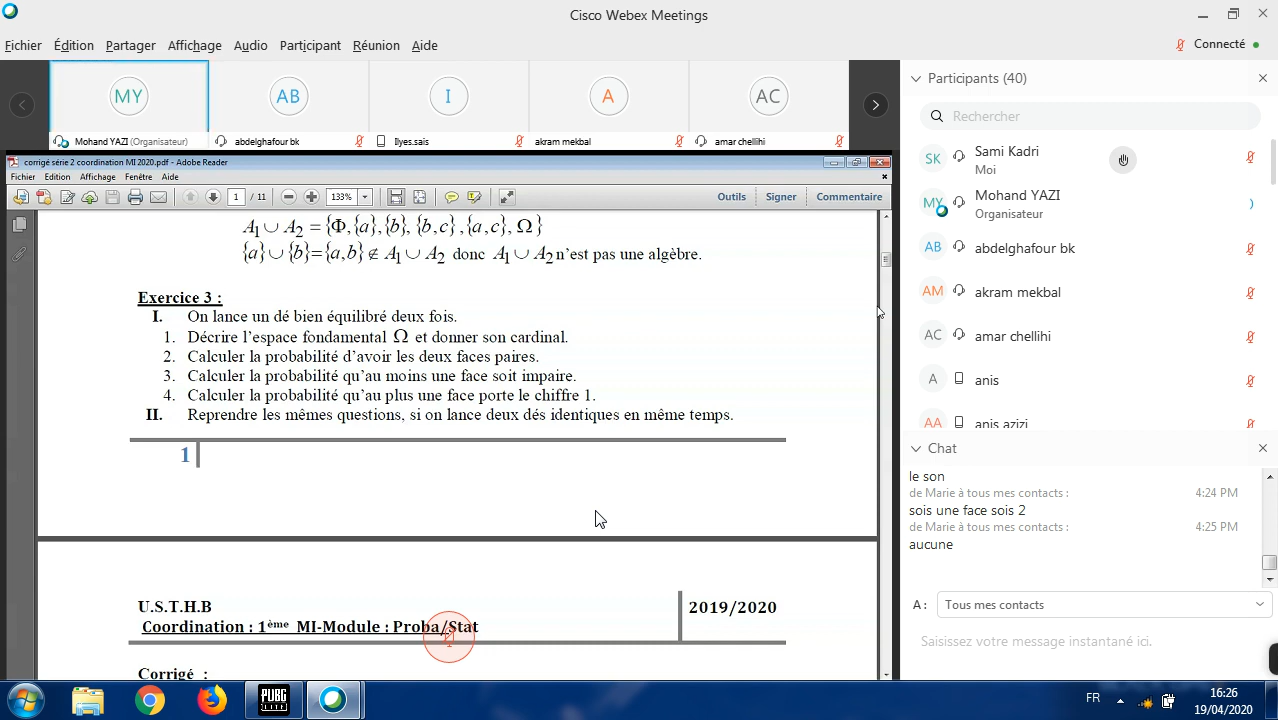 Cisco Webex Meetings
Fichier Édition Partager Affichage Audio Participant Réunion Aide
Connecté
MY AB I A AC
Mohand YAZI (Organisateur) abdelghafour bk Ilyes.sais akram mekbal amar chellihi
corrigé série 2 coordination MI 2020.pdf - Adobe Reader
Fichier Edition Affichage Fenêtre Aide
1 / 11 133% Outils Signer Commentaire
A₁ ∪ A₂ = {Φ, {a}, {b}, {b, c}, {a, c}, Ω}
{a} ∪ {b}={a, b} ∉ A₁ ∪ A₂ donc A₁ ∪ A₂ n'est pas une algèbre.
Exercice 3 :
I. On lance un dé bien équilibré deux fois.
1. Décrire l'espace fondamental Ω et donner son cardinal.
2. Calculer la probabilité d'avoir les deux faces paires.
3. Calculer la probabilité qu'au moins une face soit impaire.
4. Calculer la probabilité qu'au plus une face porte le chiffre 1.
II. Reprendre les mêmes questions, si on lance deux dés identiques en même temps.
1
U.S.T.H.B 2019/2020
Coordination : 1ème MI-Module : Proba/Stat
Corrigé :
Participants (40)
Rechercher
SK Sami Kadri
Moi
MY Mohand YAZI
Organisateur
AB abdelghafour bk
AM akram mekbal
AC amar chellihi
A anis
AA anis azizi
Chat
le son
de Marie à tous mes contacts : 4:24 PM
sois une face sois 2
de Marie à tous mes contacts : 4:25 PM
aucune
A : Tous mes contacts
Saisissez votre message instantané ici.
PUBG
LITE
FR
16:26
19/04/2020